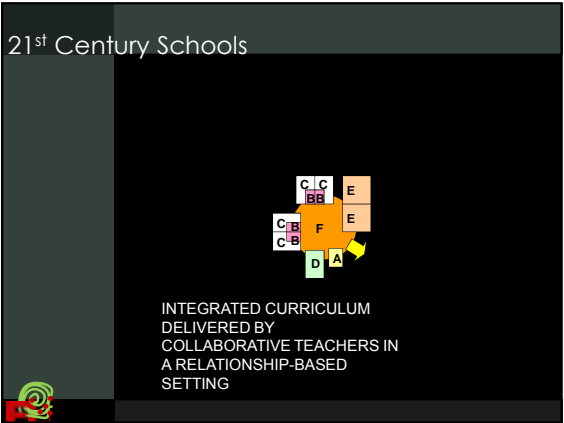 21st Century Schools
C C E
BB
C B F E
C B
D A
INTEGRATED CURRICULUM
DELIVERED BY
COLLABORATIVE TEACHERS IN
A RELATIONSHIP-BASED
SETTING